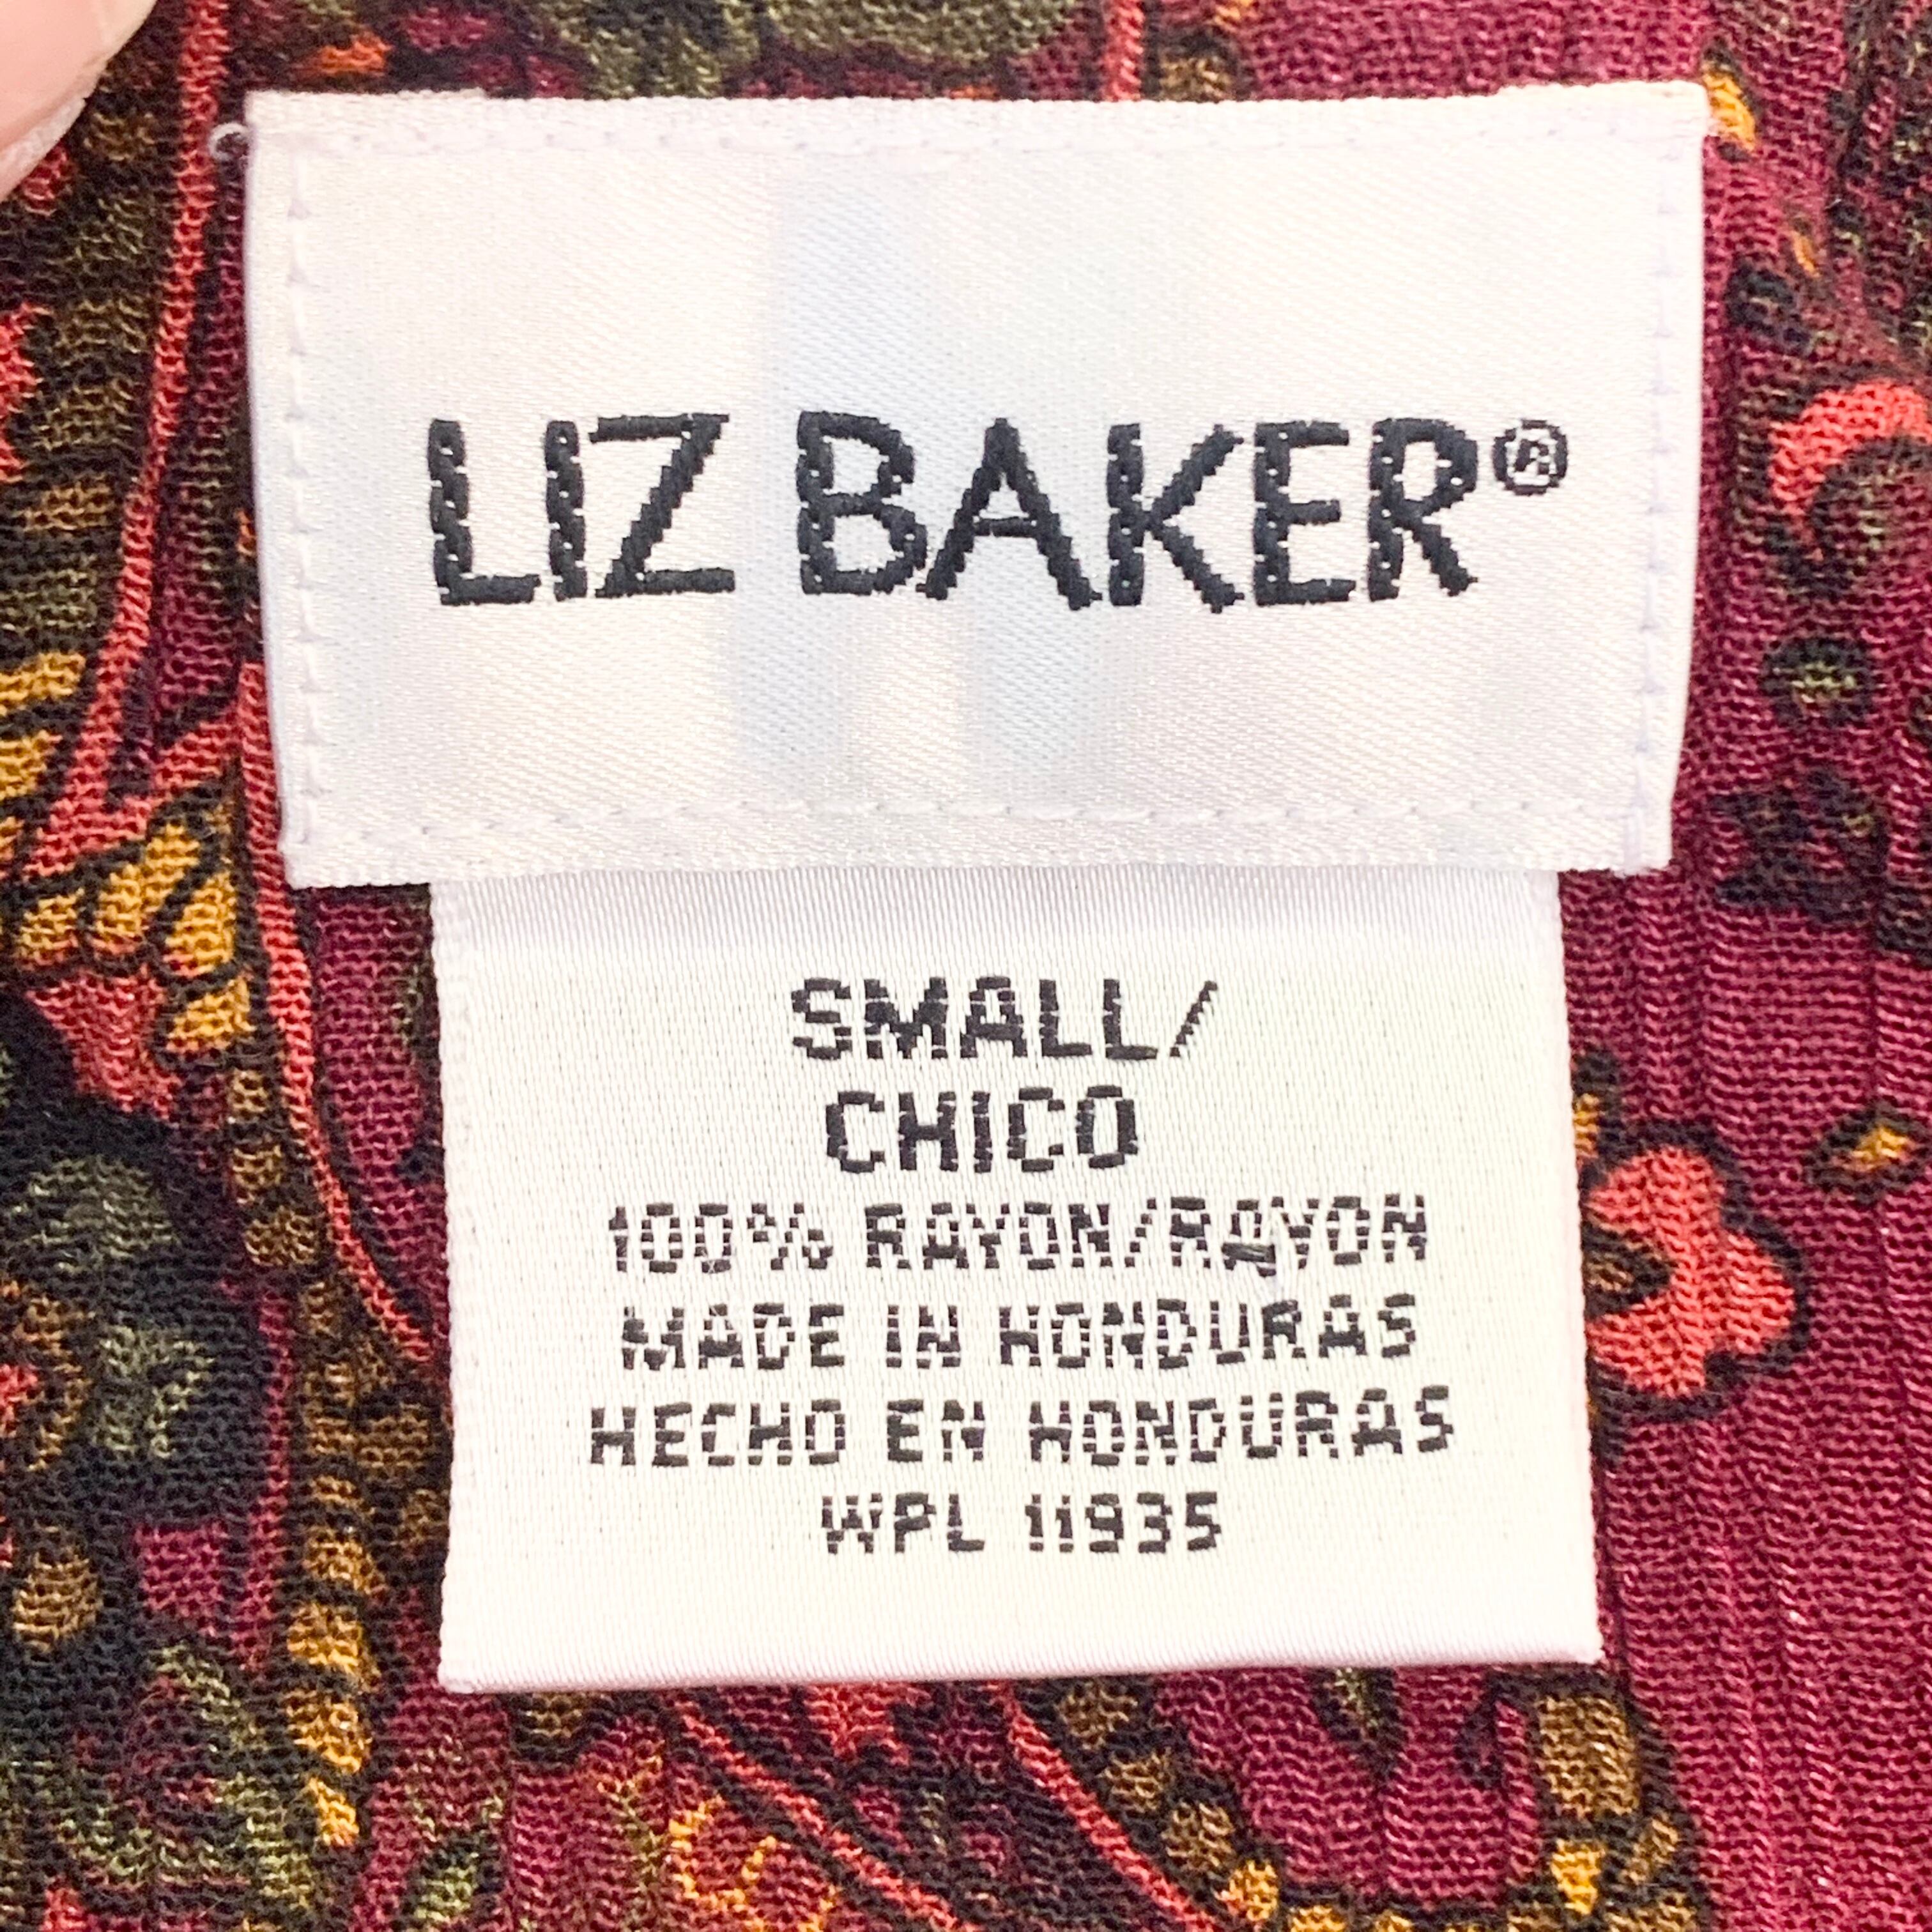 LIZ BAKER®
SMALL/
CHICO
100% RAYON/RAYON
MADE IN HONDURAS
HECHO EN HONDURAS
WPL 11935